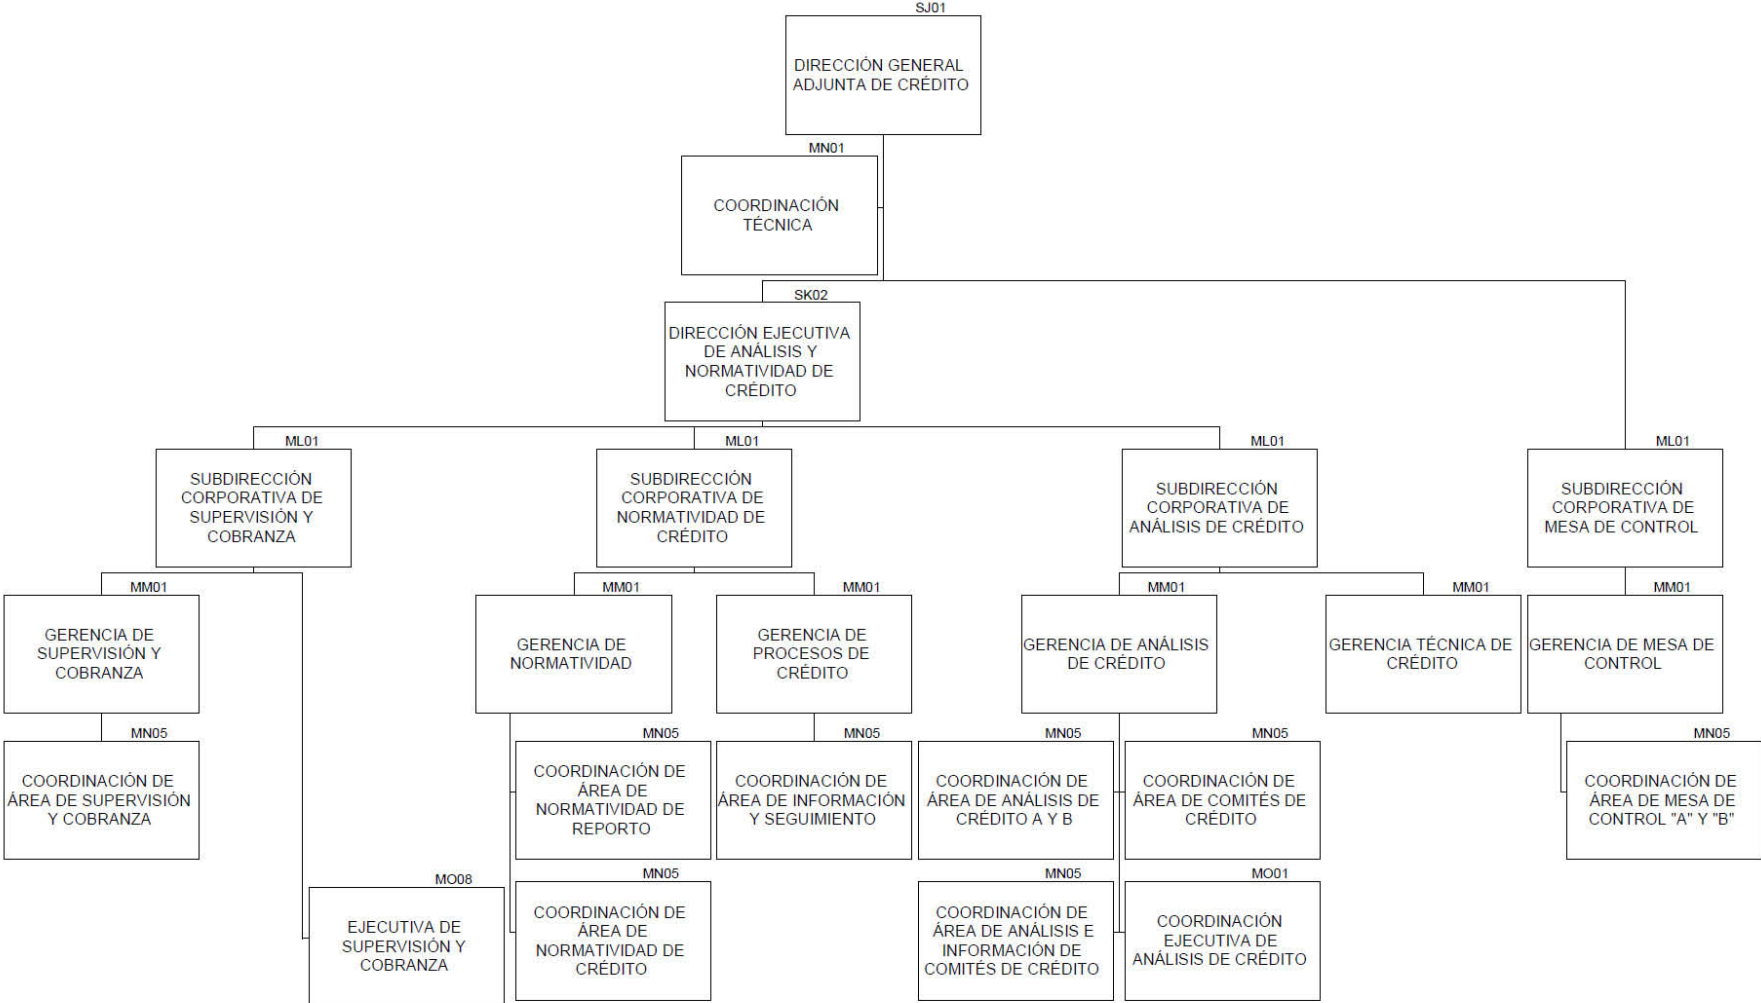 SJ01
DIRECCIÓN GENERAL
ADJUNTA DE CRÉDITO
MN01
COORDINACIÓN
TÉCNICA
SK02
DIRECCIÓN EJECUTIVA
DE ANÁLISIS Y
NORMATIVIDAD DE
CRÉDITO
ML01
SUBDIRECCIÓN
CORPORATIVA DE
SUPERVISIÓN Y
COBRANZA
ML01
SUBDIRECCIÓN
CORPORATIVA DE
NORMATIVIDAD DE
CRÉDITO
ML01
SUBDIRECCIÓN
CORPORATIVA DE
ANÁLISIS DE CRÉDITO
ML01
SUBDIRECCIÓN
CORPORATIVA DE
MESA DE CONTROL
MM01
GERENCIA DE
SUPERVISIÓN Y
COBRANZA
MM01
GERENCIA DE
NORMATIVIDAD
MM01
GERENCIA DE
PROCESOS DE
CRÉDITO
MM01
GERENCIA DE ANÁLISIS
DE CRÉDITO
MM01
GERENCIA TÉCNICA DE
CRÉDITO
MM01
GERENCIA DE MESA DE
CONTROL
MN05
COORDINACIÓN DE
ÁREA DE SUPERVISIÓN
Y COBRANZA
MN05
COORDINACIÓN DE
ÁREA DE
NORMATIVIDAD DE
REPORTO
MN05
COORDINACIÓN DE
ÁREA DE INFORMACIÓN
Y SEGUIMIENTO
MN05
COORDINACIÓN DE
ÁREA DE ANÁLISIS DE
CRÉDITO A Y B
MN05
COORDINACIÓN DE
ÁREA DE COMITÉS DE
CRÉDITO
MN05
COORDINACIÓN DE
ÁREA DE MESA DE
CONTROL "A" Y "B"
MO08
EJECUTIVA DE
SUPERVISIÓN Y
COBRANZA
MN05
COORDINACIÓN DE
ÁREA DE
NORMATIVIDAD DE
CRÉDITO
MN05
COORDINACIÓN DE
ÁREA DE ANÁLISIS E
INFORMACIÓN DE
COMITÉS DE CRÉDITO
MO01
COORDINACIÓN
EJECUTIVA DE
ANÁLISIS DE CRÉDITO